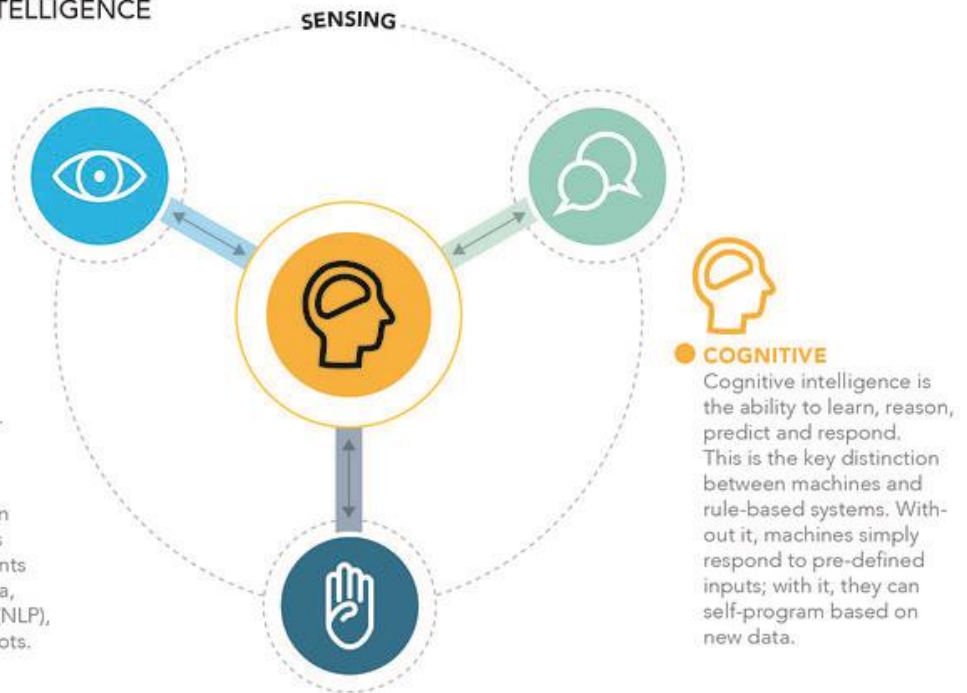 TELLIGENCE
SENSING
COGNITIVE
Cognitive intelligence is
the ability to learn, reason,
predict and respond.
This is the key distinction
between machines and
rule-based systems. With-
out it, machines simply
respond to pre-defined
inputs; with it, they can
self-program based on
new data.
n
s
nts
a,
NLP),
ots.